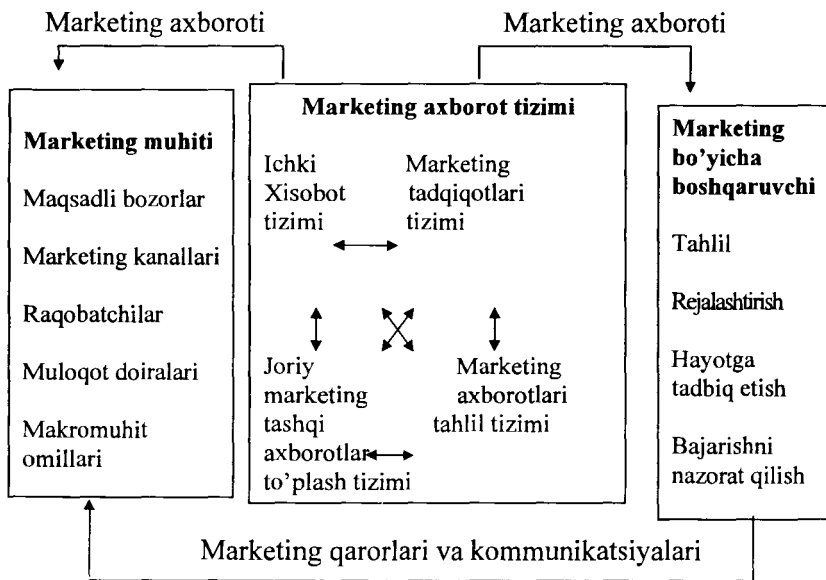 Marketing axboroti
Marketing axboroti
Marketing muhiti
Maqsadli bozorlar
Marketing kanallari
Raqobatchilar
Muloqot doiralari
Makromuhit
omillari
Marketing axborot tizimi
Ichki
Xisobot
tizimi
Marketing
tadqiqotlari
tizimi
Joriy
marketing
tashqi
axborotlar
to'plash tizimi
Marketing
axborotlari
tahlil tizimi
Marketing
bo'yicha
boshqaruvchi
Tahlil
Rejalashtirish
Hayotga
tadbiq etish
Bajarishni
nazorat qilish
Marketing qarorlari va kommunikatsiyalari